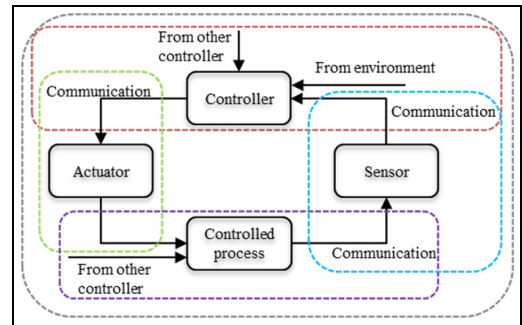 From other
controller
From environment
Communication
Controller
Communication
Actuator
Sensor
Controlled
process
Communication
From other
controller